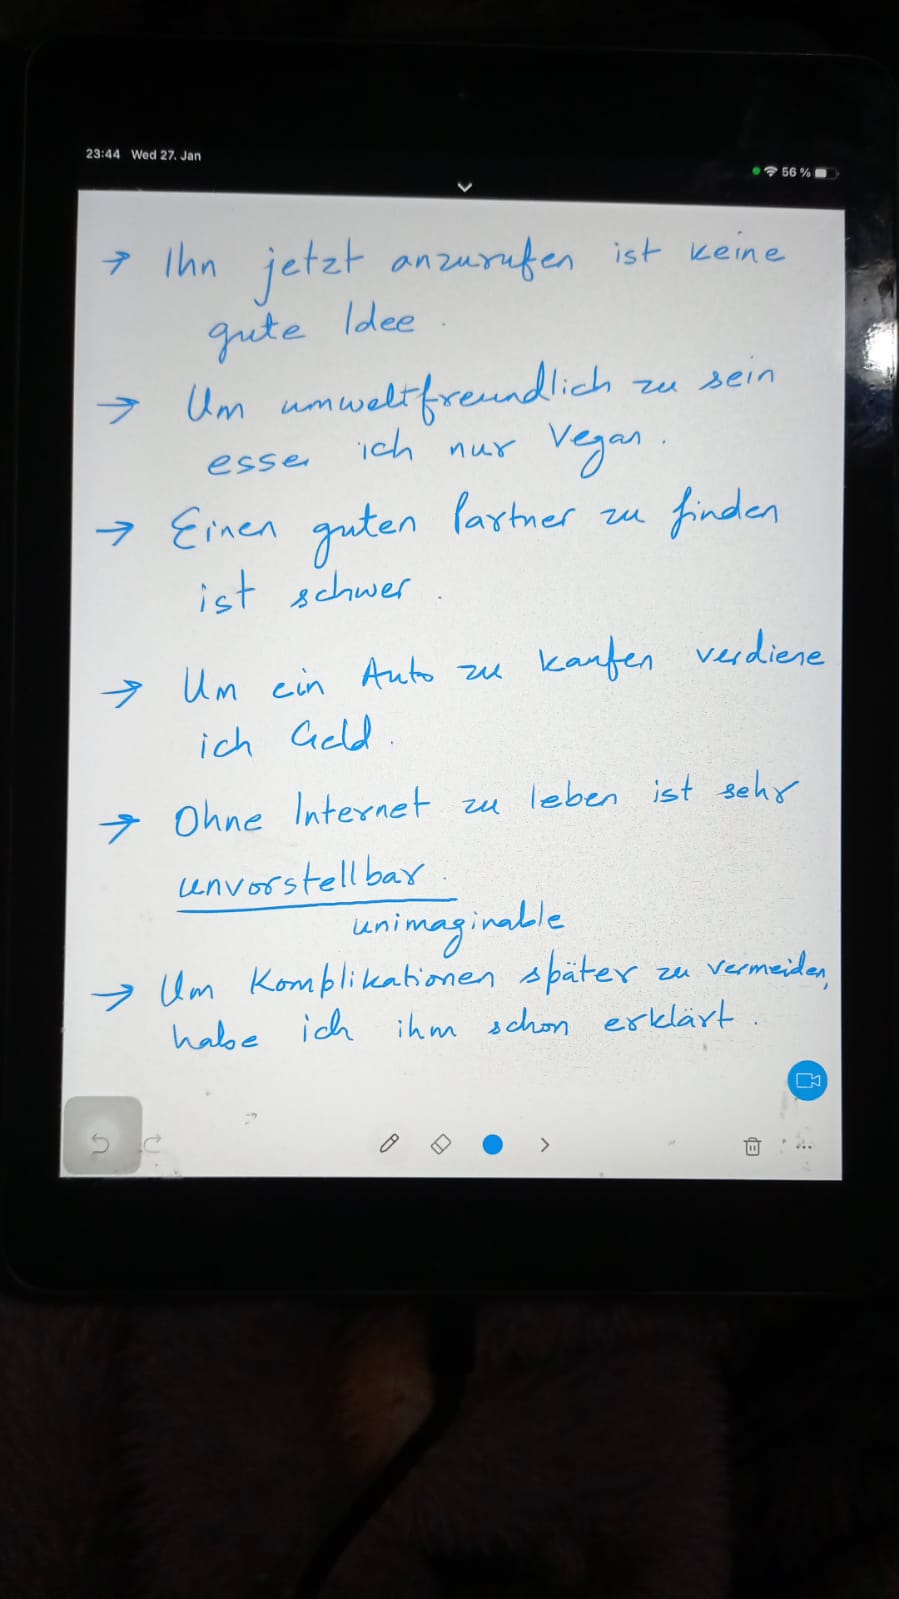 23:44 Wed 27. Jan
56 %
→ Ihn jetzt anzurufen ist keine
gute Idee.
→ Um umweltfreundlich zu sein
esse ich nur Vegan.
→ Einen guten Partner zu finden
ist schwer.
→ Um ein Auto zu kaufen verdiene
ich Geld.
→ Ohne Internet zu leben ist sehr
unvorstellbar.
unimaginable
→ Um Komplikationen später zu vermeiden,
habe ich ihm schon erklärt.